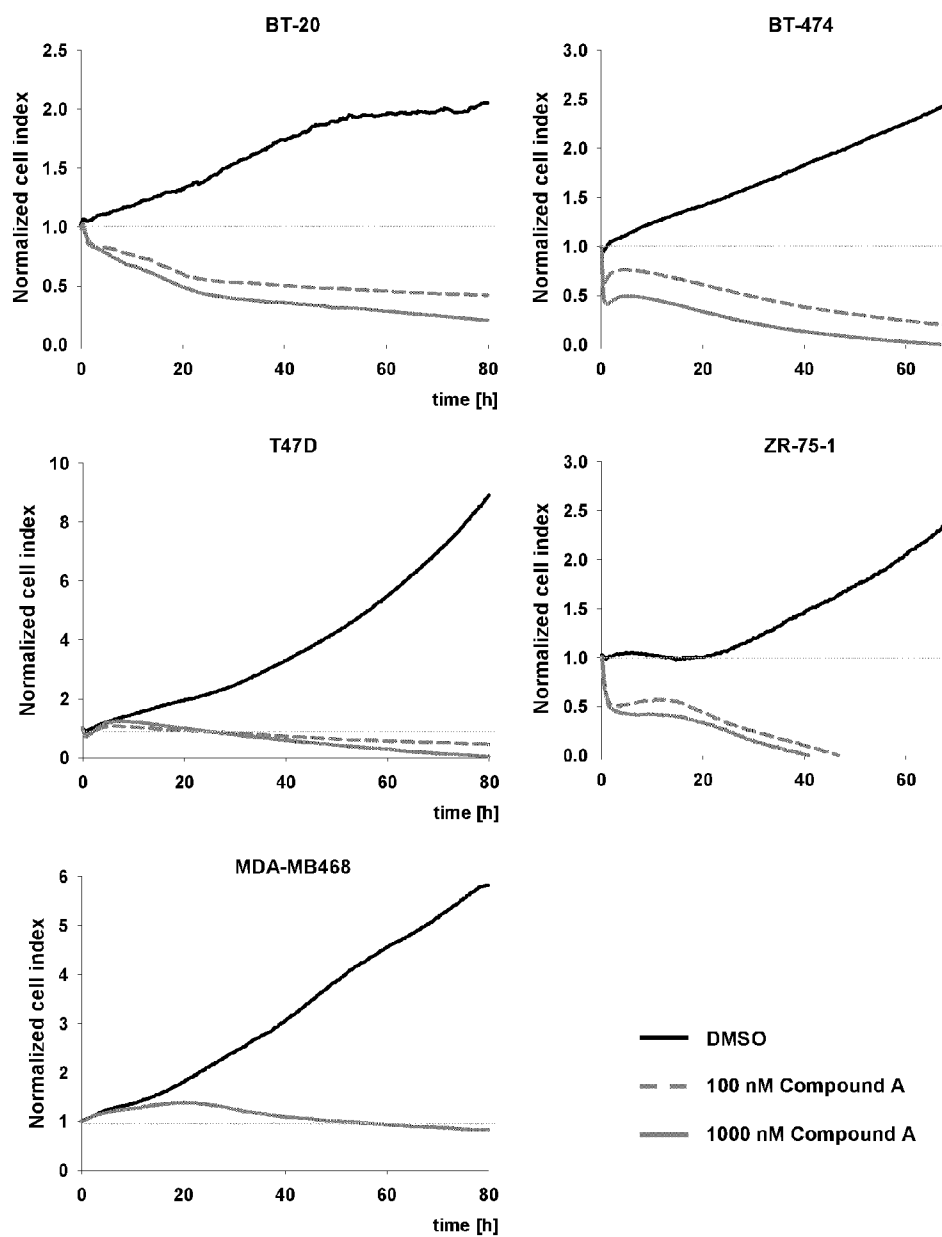 BT-20
Normalized cell index
2.5
2.0
1.5
1.0
0.5
0.0
0 20 40 60 80
time [h]
BT-474
Normalized cell index
3.0
2.5
2.0
1.5
1.0
0.5
0.0
0 20 40 60
T47D
Normalized cell index
10
8
6
4
2
0
0 20 40 60 80
time [h]
ZR-75-1
Normalized cell index
3.0
2.5
2.0
1.5
1.0
0.5
0.0
0 20 40 60
MDA-MB468
Normalized cell index
6
5
4
3
2
1
0
0 20 40 60 80
time [h]
DMSO
100 nM Compound A
1000 nM Compound A